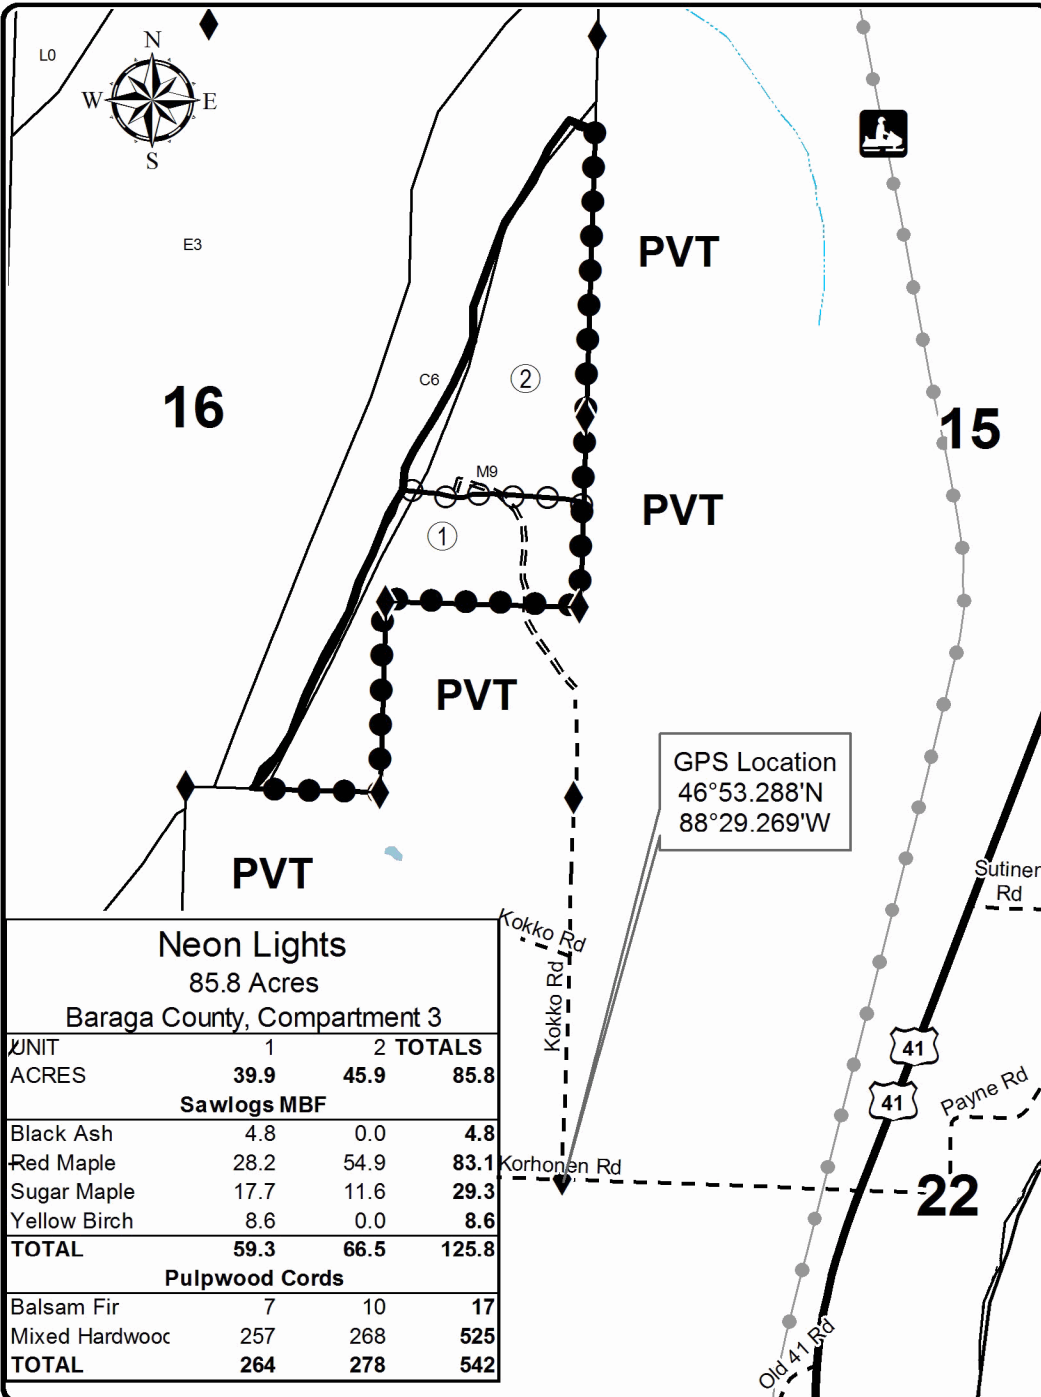 L0
N
W E
S
E3
PVT
16
C6
2
15
M9
PVT
1
PVT
GPS Location
46°53.288'N
88°29.269'W
PVT
Sutiner
Rd
Kokko Rd
Kokko Rd
41
41
Payne Rd
Korhonen Rd
22
Old 41 Rd
Neon Lights
85.8 Acres
Baraga County, Compartment 3
UNIT 1 2 TOTALS
ACRES 39.9 45.9 85.8
Sawlogs MBF
Black Ash 4.8 0.0 4.8
Red Maple 28.2 54.9 83.1
Sugar Maple 17.7 11.6 29.3
Yellow Birch 8.6 0.0 8.6
TOTAL 59.3 66.5 125.8
Pulpwood Cords
Balsam Fir 7 10 17
Mixed Hardwooc 257 268 525
TOTAL 264 278 542